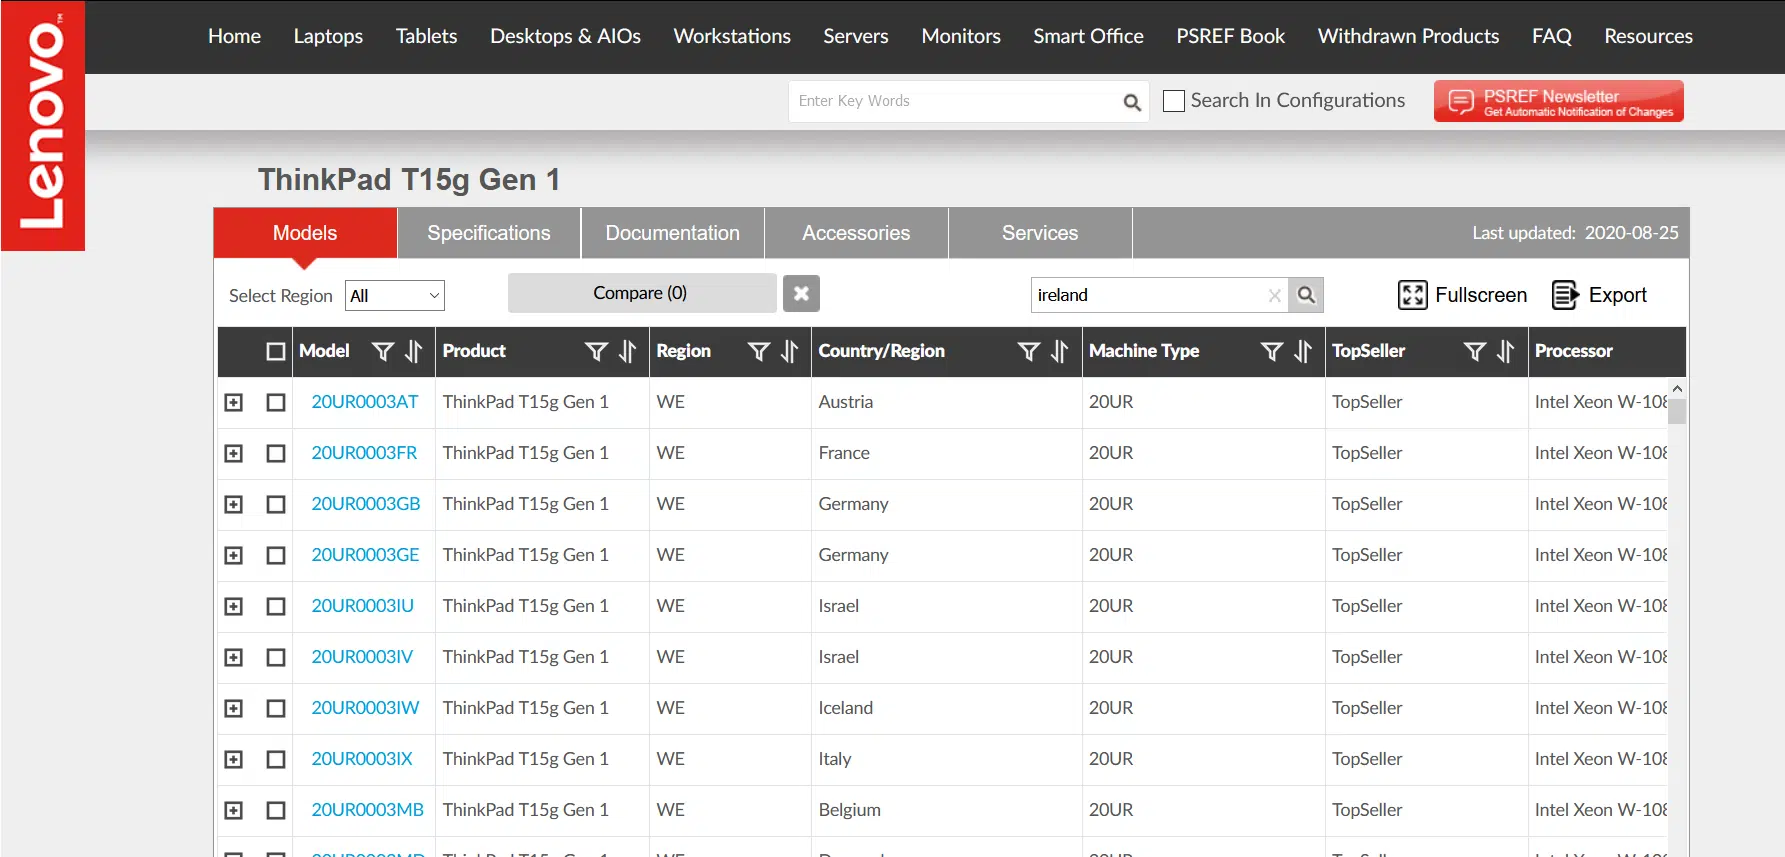 Lenovo™
Home Laptops Tablets Desktops & AIOs Workstations Servers Monitors Smart Office PSREF Book Withdrawn Products FAQ Resources
Enter Key Words Search In Configurations PSREF Newsletter
Get Automatic Notification of Changes
ThinkPad T15g Gen 1
Models Specifications Documentation Accessories Services Last updated: 2020-08-25
Select Region All Compare (0) ireland Fullscreen Export
Model Product Region Country/Region Machine Type TopSeller Processor
20UR0003AT ThinkPad T15g Gen 1 WE Austria 20UR TopSeller Intel Xeon W-108
20UR0003FR ThinkPad T15g Gen 1 WE France 20UR TopSeller Intel Xeon W-108
20UR0003GB ThinkPad T15g Gen 1 WE Germany 20UR TopSeller Intel Xeon W-108
20UR0003GE ThinkPad T15g Gen 1 WE Germany 20UR TopSeller Intel Xeon W-108
20UR0003IU ThinkPad T15g Gen 1 WE Israel 20UR TopSeller Intel Xeon W-108
20UR0003IV ThinkPad T15g Gen 1 WE Israel 20UR TopSeller Intel Xeon W-108
20UR0003IW ThinkPad T15g Gen 1 WE Iceland 20UR TopSeller Intel Xeon W-108
20UR0003IX ThinkPad T15g Gen 1 WE Italy 20UR TopSeller Intel Xeon W-108
20UR0003MB ThinkPad T15g Gen 1 WE Belgium 20UR TopSeller Intel Xeon W-108